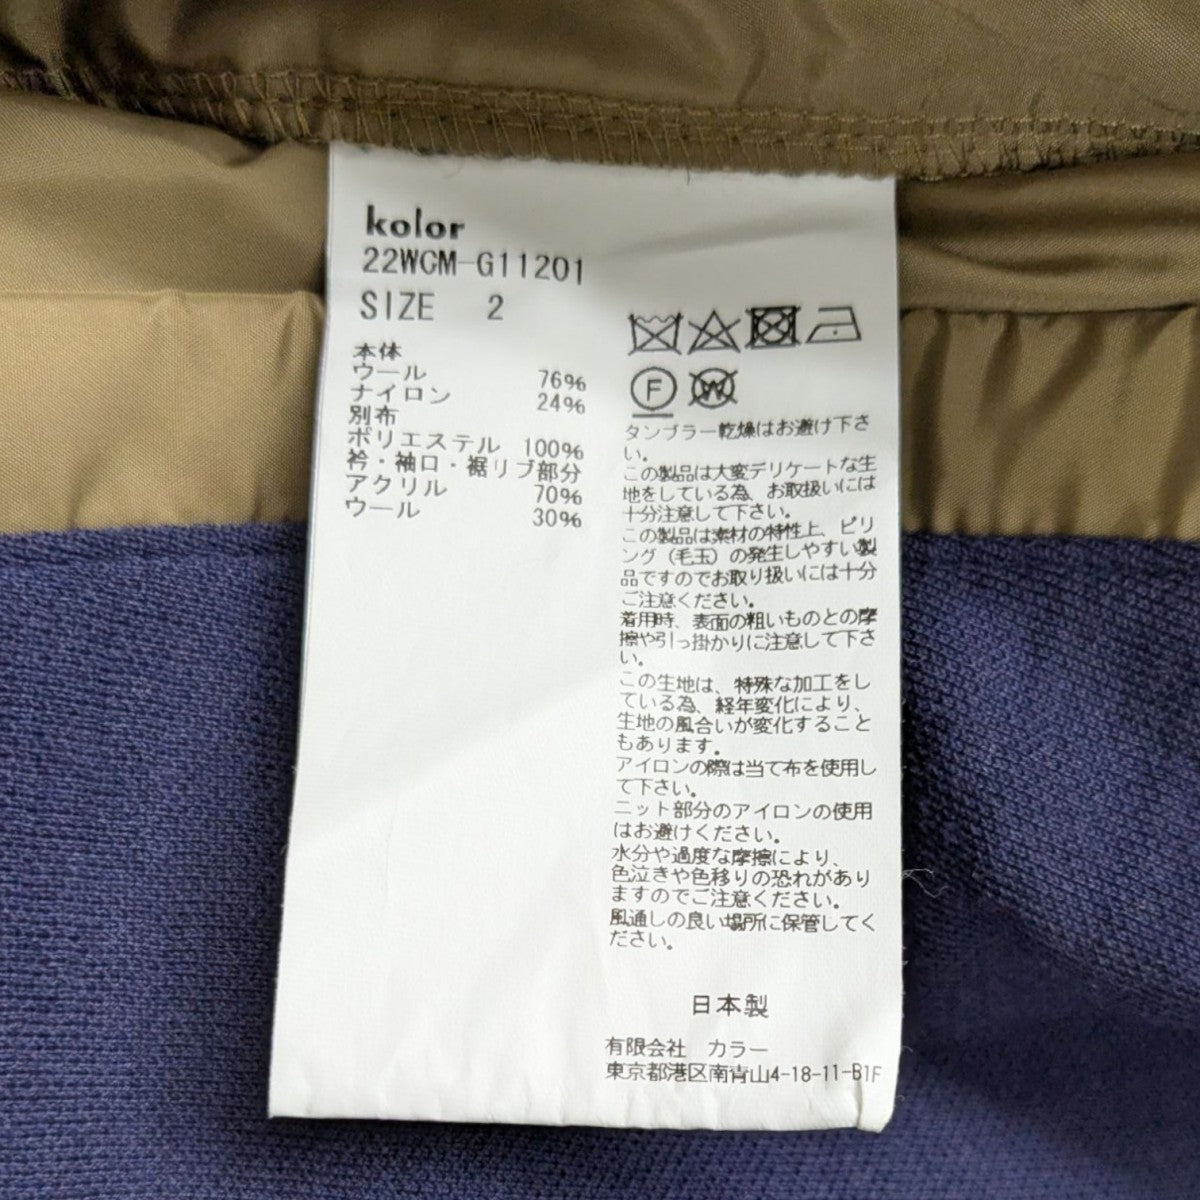 kolor
22WCM-G11201
SIZE 2
本体
ウール 76%
ナイロン 24%
別布
ポリエステル 100%
衿・袖口・裾リブ部分
アクリル 70%
ウール 30%
F
W
タンブラー乾燥はお避け下さ
い。
この製品は大変デリケートな生
地をしている為、お取扱いには
十分注意して下さい。
この製品は素材の特性上、ピリ
ング（毛玉）の発生しやすい製
品ですのでお取り扱いには十分
ご注意ください。
着用時、表面の粗いものとの摩
擦や引っ掛かりに注意して下さ
い。
この生地は、特殊な加工をし
ている為、経年変化により、
生地の風合いが変化すること
もあります。
アイロンの際は当て布を使用し
て下さい。
ニット部分のアイロンの使用
はお避けください。
水分や過度な摩擦により、
色泣きや色移りの恐れがあり
ますのでご注意ください。
風通しの良い場所に保管してく
ださい。
日本製
有限会社 カラー
東京都港区南青山4-18-11-B1F